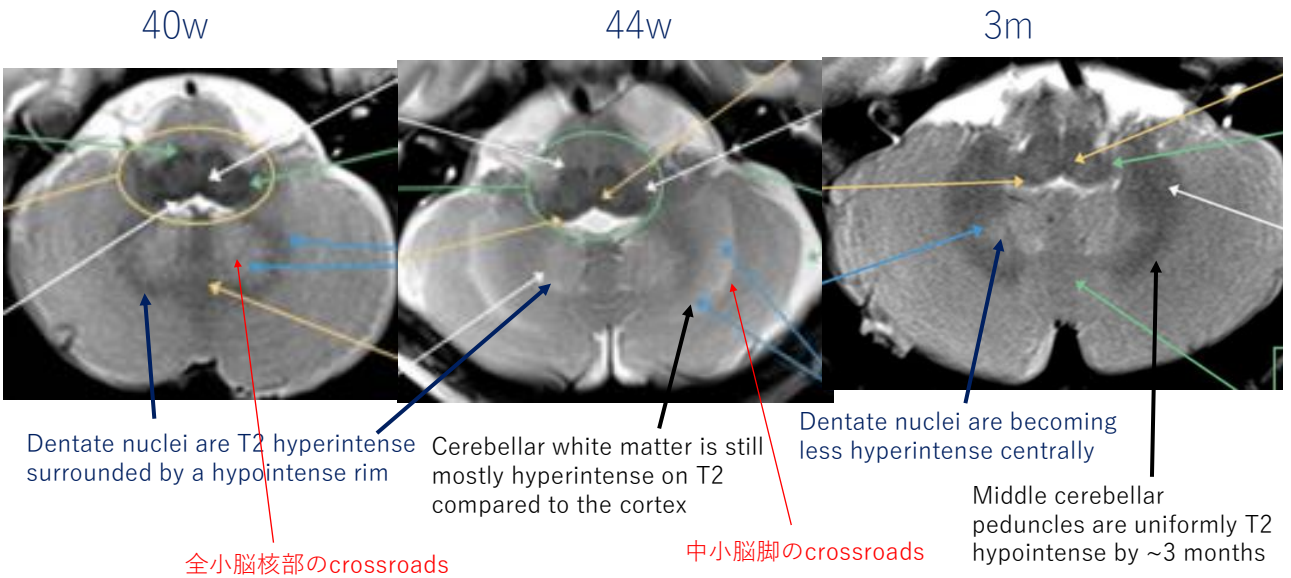 40w
44w
3m
Dentate nuclei are T2 hyperintense
surrounded by a hypointense rim
Cerebellar white matter is still
mostly hyperintense on T2
compared to the cortex
Dentate nuclei are becoming
less hyperintense centrally
Middle cerebellar
peduncles are uniformly T2
hypointense by ~3 months
全小脳核部のcrossroads
中小脳脚のcrossroads